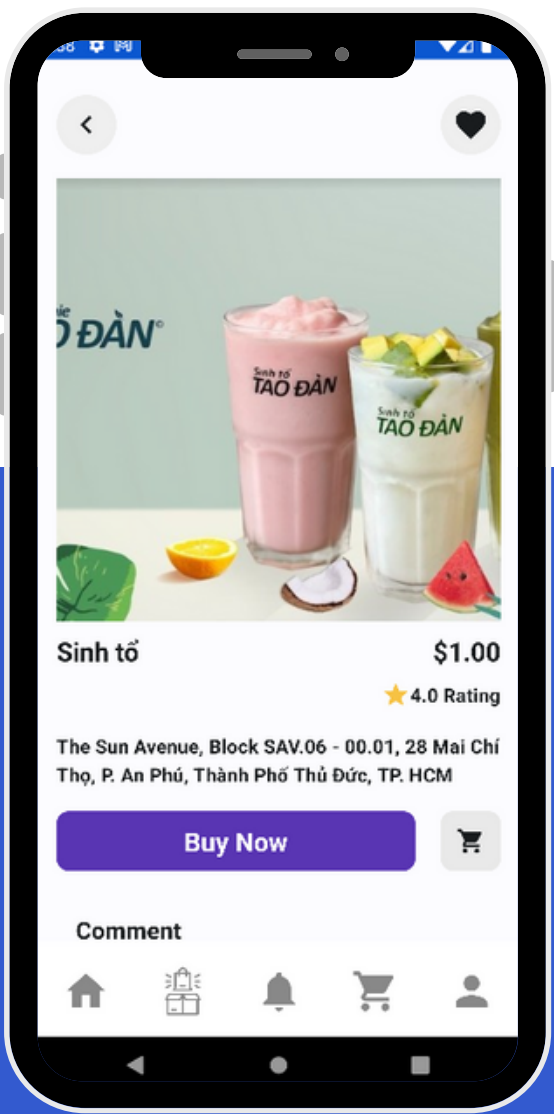 ĐÀN®
Sinh tố
TAO ĐÀN
Sinh tố
TAO ĐÀN
Sinh tố
$1.00
4.0 Rating
The Sun Avenue, Block SAV.06 - 00.01, 28 Mai Chí
Thọ, P. An Phú, Thành Phố Thủ Đức, TP. HCM
Buy Now
Comment